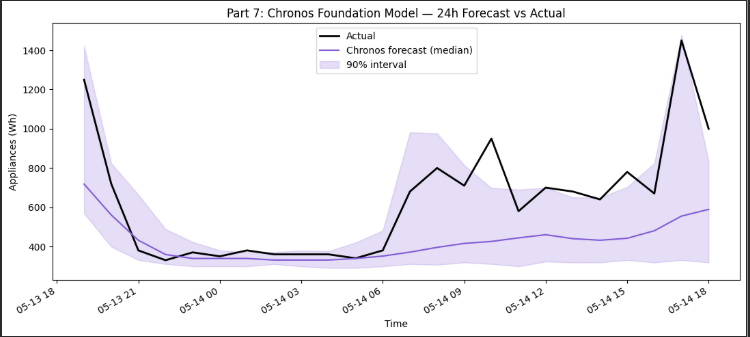 Part 7: Chronos Foundation Model — 24h Forecast vs Actual
Actual
Chronos forecast (median)
90% interval
Appliances (Wh)
1400
1200
1000
800
600
400
05-13 18
05-13 21
05-14 00
05-14 03
05-14 06
05-14 09
05-14 12
05-14 15
05-14 18
Time